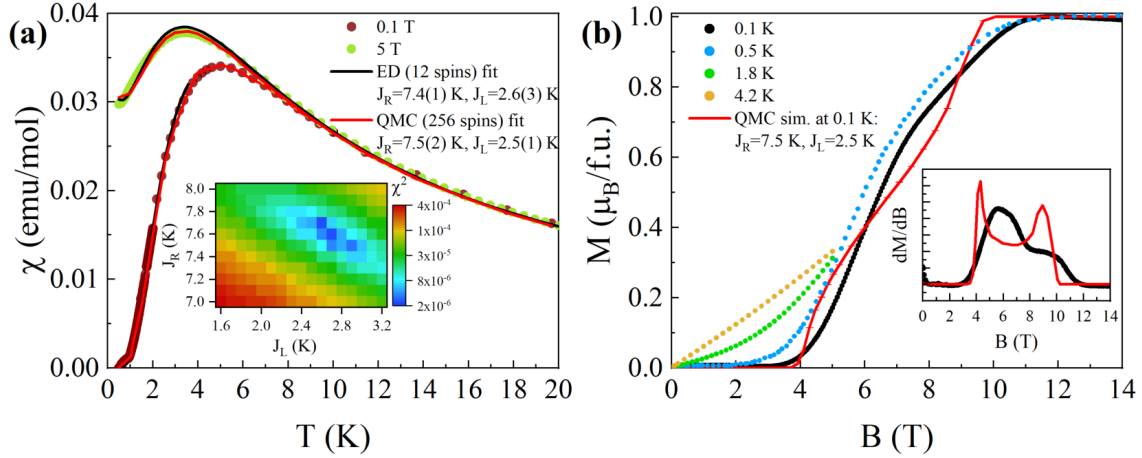 (a)
χ (emu/mol)
0.04
0.03
0.02
0.01
0.00
0.1 T
5 T
ED (12 spins) fit
J_R=7.4(1) K, J_L=2.6(3) K
QMC (256 spins) fit
J_R=7.5(2) K, J_L=2.5(1) K
χ²
8.0
7.8
7.6
7.4
7.2
7.0
J_R (K)
4x10⁻⁴
1x10⁻⁴
3x10⁻⁵
8x10⁻⁶
2x10⁻⁶
1.6 2.0 2.4 2.8 3.2
J_L (K)
0 2 4 6 8 10 12 14 16 18 20
T (K)
(b)
M (μ_B/f.u.)
1.0
0.8
0.6
0.4
0.2
0.0
0.1 K
0.5 K
1.8 K
4.2 K
QMC sim. at 0.1 K:
J_R=7.5 K, J_L=2.5 K
dM/dB
0 2 4 6 8 10 12 14
B (T)
0 2 4 6 8 10 12 14
B (T)